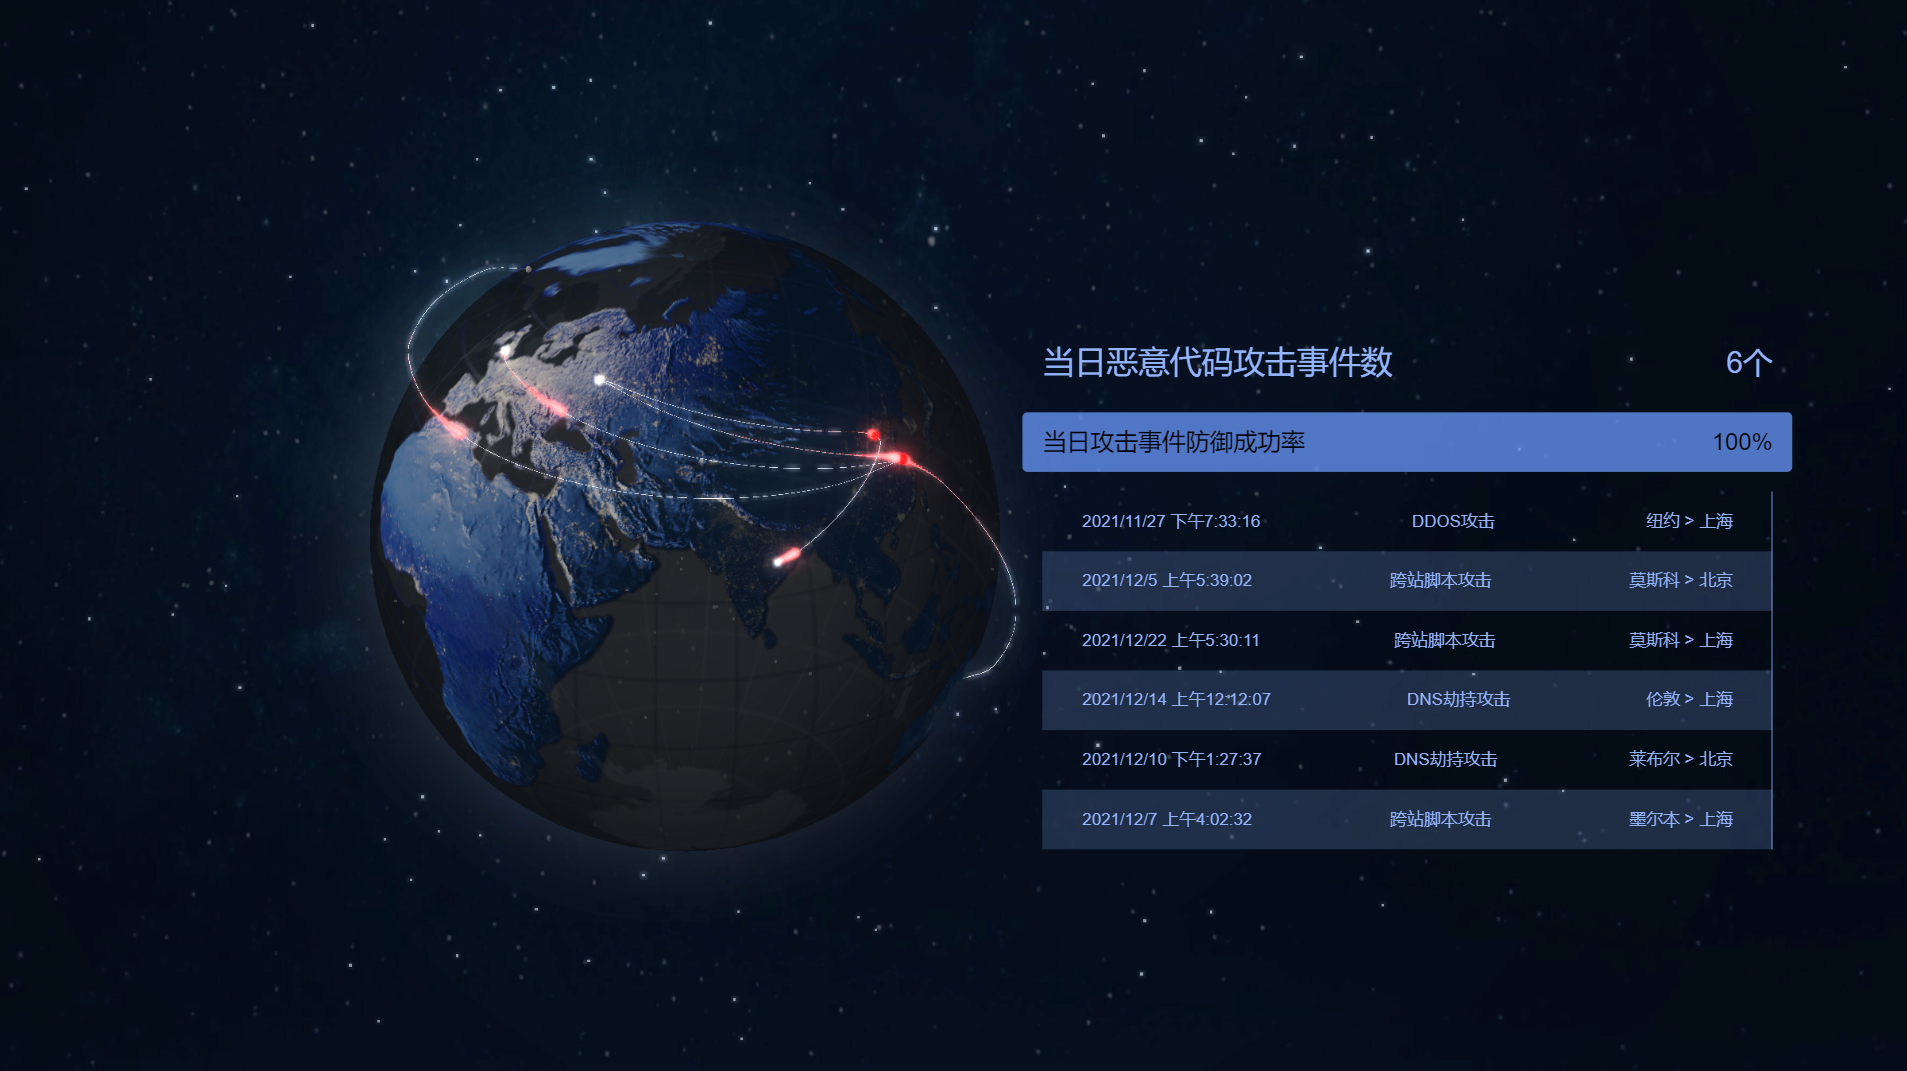 当日恶意代码攻击事件数 6个
当日攻击事件防御成功率 100%
2021/11/27 下午7:33:16 DDOS攻击 纽约 > 上海
2021/12/5 上午5:39:02 跨站脚本攻击 莫斯科 > 北京
2021/12/22 上午5:30:11 跨站脚本攻击 莫斯科 > 上海
2021/12/14 上午12:12:07 DNS劫持攻击 伦敦 > 上海
2021/12/10 下午1:27:37 DNS劫持攻击 莱布尔 > 北京
2021/12/7 上午4:02:32 跨站脚本攻击 墨尔本 > 上海